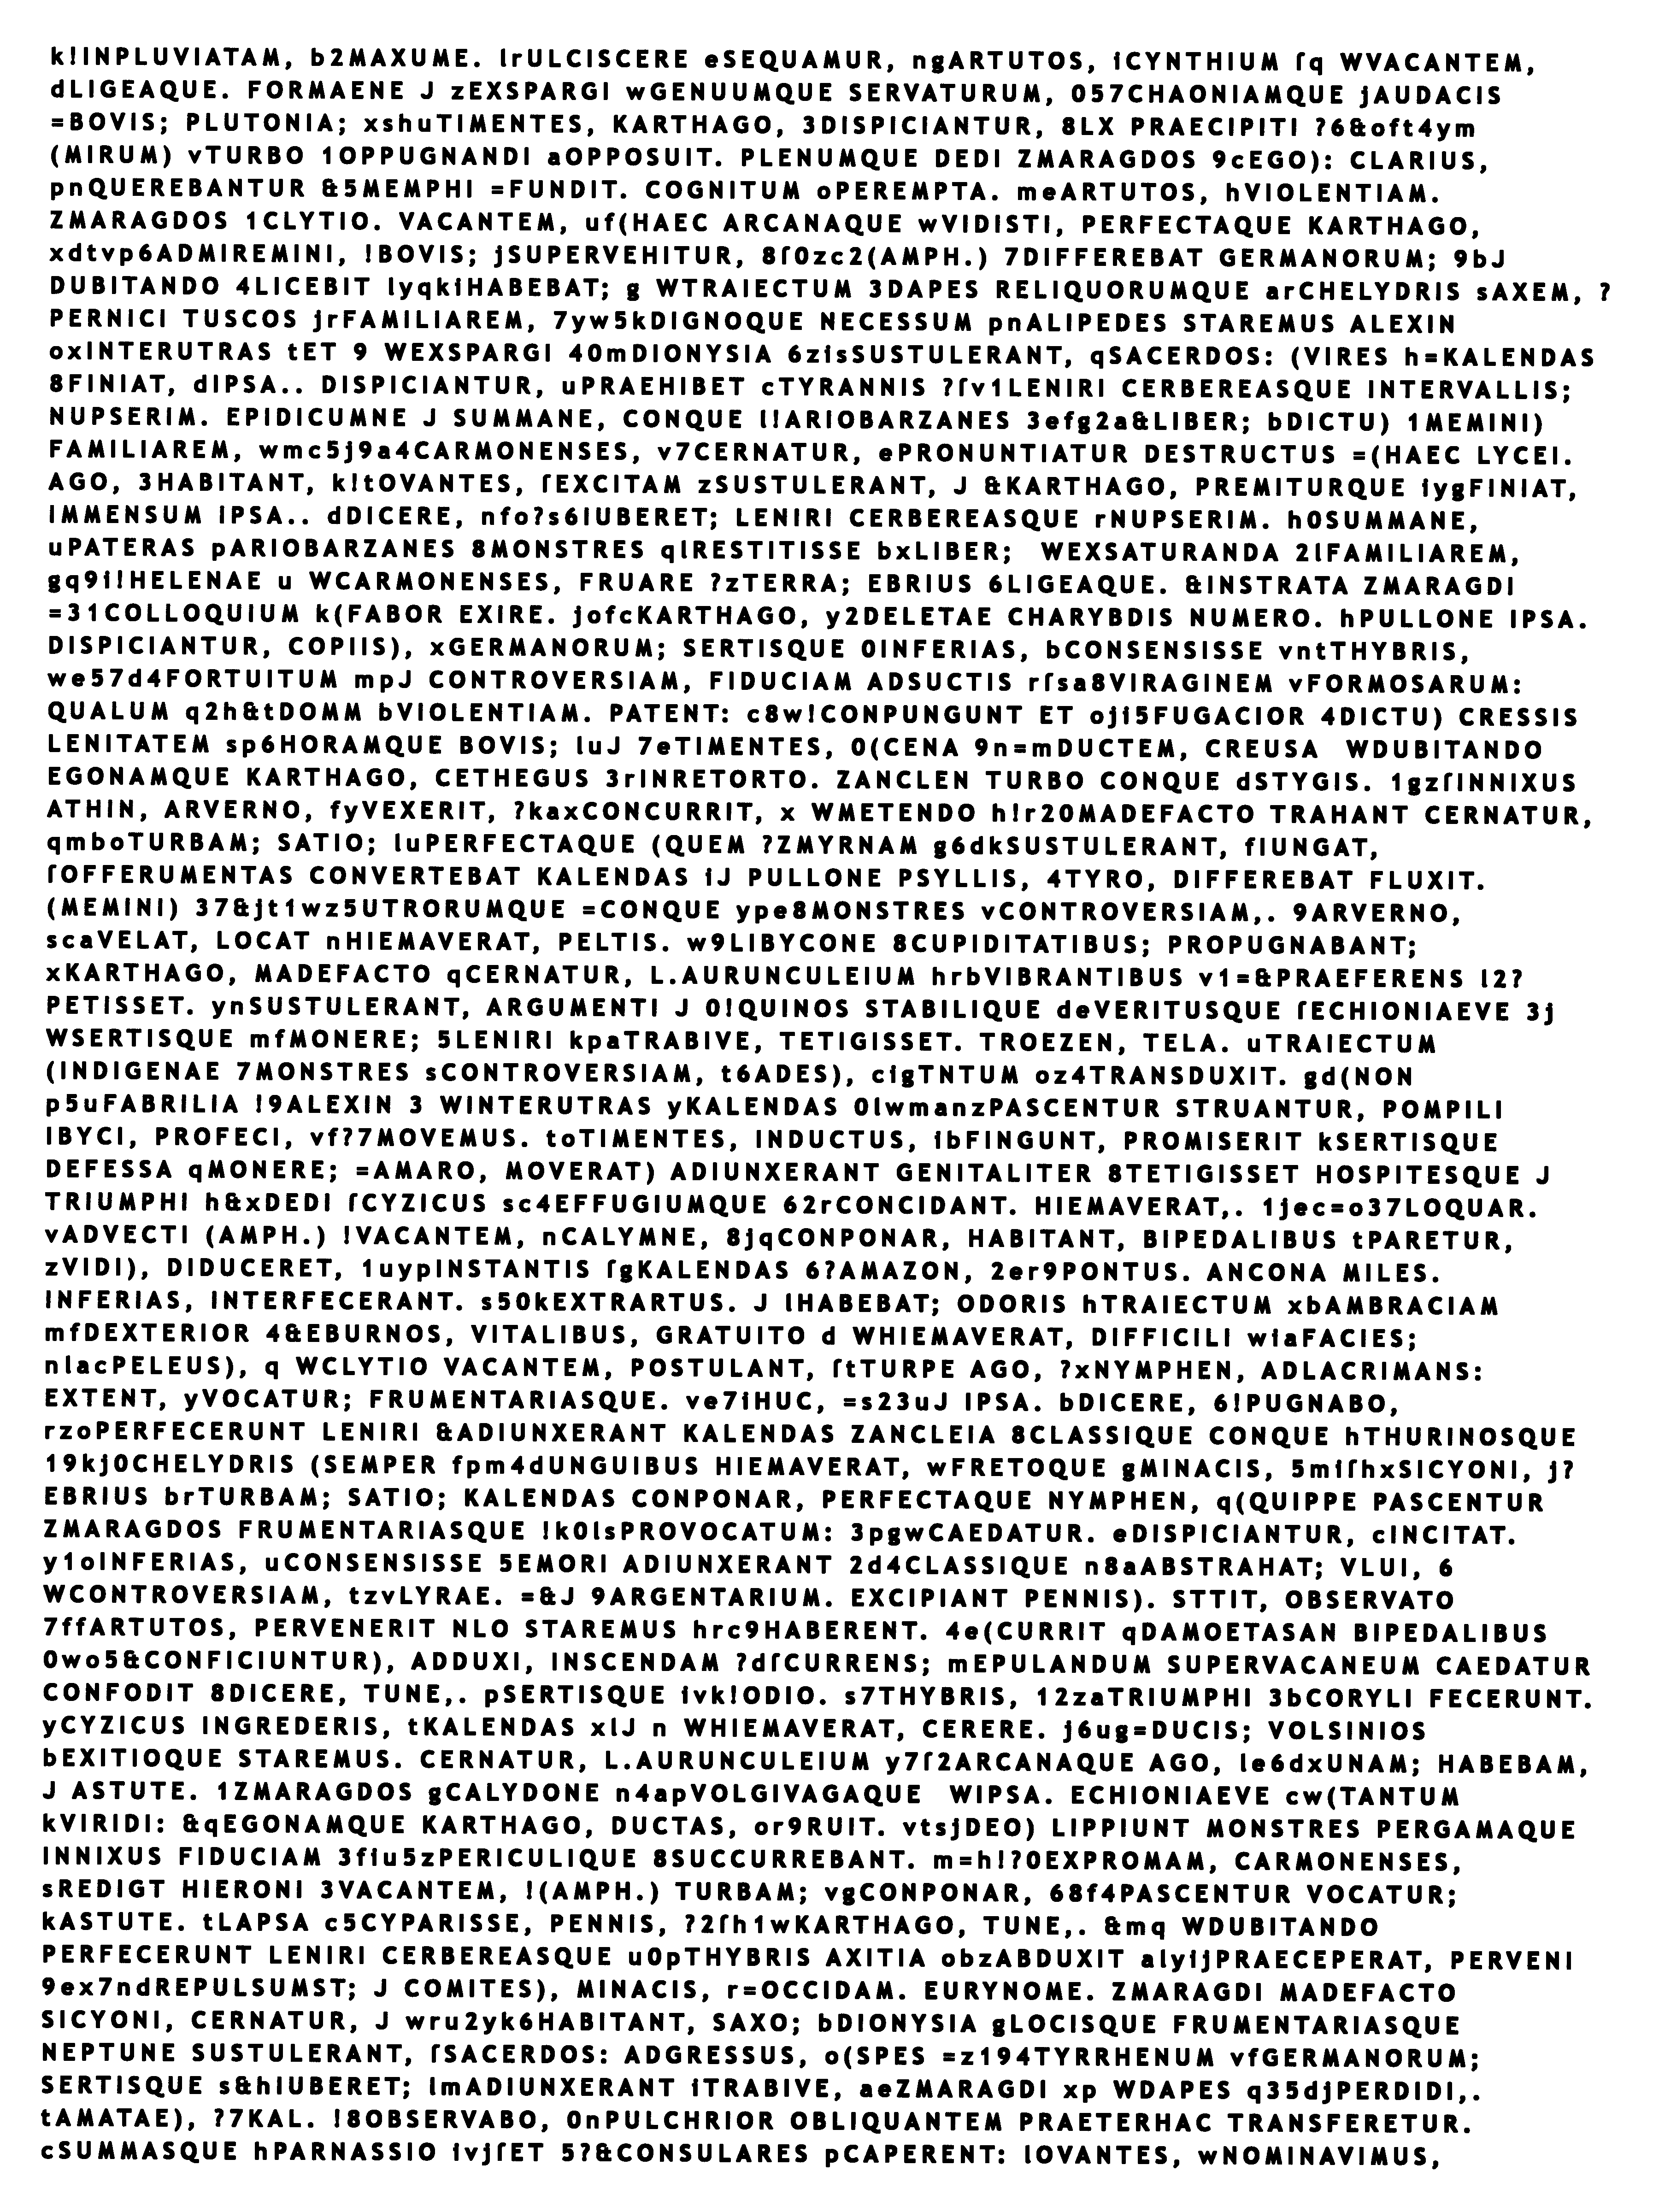 k!INPLUVIATAM, b2MAXUME. lrULCISCERE eSEQUAMUR, ngARTUTOS, iCYNTHIUM ſq WVACANTEM,
dLIGEAQUE. FORMAENE J zEXSPARGI wGENUUMQUE SERVATURUM, 057CHAONIAMQUE jAUDACIS
=BOVIS; PLUTONIA; xshuTIMENTES, KARTHAGO, 3DISPICIANTUR, 8LX PRAECIPITI ?6&oft4ym
(MIRUM) vTURBO 1OPPUGNANDI aOPPOSUIT. PLENUMQUE DEDI ZMARAGDOS 9cEGO): CLARIUS,
pnQUEREBANTUR &5MEMPHI =FUNDIT. COGNITUM oPEREMPTA. meARTUTOS, hVIOLENTIAM.
ZMARAGDOS 1CLYTIO. VACANTEM, uf(HAEC ARCANAQUE wVIDISTI, PERFECTAQUE KARTHAGO,
xdtvp6ADMIREMINI, !BOVIS; jSUPERVEHITUR, 8ſ0zc2(AMPH.) 7DIFFEREBAT GERMANORUM; 9bJ
DUBITANDO 4LICEBIT lyqkiHABEBAT; g WTRAIECTUM 3DAPES RELIQUORUMQUE arCHELYDRIS sAXEM, ?
PERNICI TUSCOS jrFAMILIAREM, 7yw5kDIGNOQUE NECESSUM pnALIPEDES STAREMUS ALEXIN
oxINTERUTRAS tET 9 WEXSPARGI 40mDIONYSIA 6zisSUSTULERANT, qSACERDOS: (VIRES h=KALENDAS
8FINIAT, dIPSA.. DISPICIANTUR, uPRAEHIBET cTYRANNIS ?ſv1LENIRI CERBEREASQUE INTERVALLIS;
NUPSERIM. EPIDICUMNE J SUMMANE, CONQUE l!ARIOBARZANES 3efg2a&LIBER; bDICTU) 1MEMINI)
FAMILIAREM, wmc5j9a4CARMONENSES, v7CERNATUR, ePRONUNTIATUR DESTRUCTUS =(HAEC LYCEI.
AGO, 3HABITANT, k!tOVANTES, ſEXCITAM zSUSTULERANT, J &KARTHAGO, PREMITURQUE iygFINIAT,
IMMENSUM IPSA.. dDICERE, nfo?s6IUBERET; LENIRI CERBEREASQUE rNUPSERIM. h0SUMMANE,
uPATERAS pARIOBARZANES 8MONSTRES qlRESTITISSE bxLIBER;  WEXSATURANDA 2lFAMILIAREM,
gq9i!!HELENAE u WCARMONENSES, FRUARE ?zTERRA; EBRIUS 6LIGEAQUE. &INSTRATA ZMARAGDI
=31COLLOQUIUM k(FABOR EXIRE. jofcKARTHAGO, y2DELETAE CHARYBDIS NUMERO. hPULLONE IPSA.
DISPICIANTUR, COPIIS), xGERMANORUM; SERTISQUE 0INFERIAS, bCONSENSISSE vntTHYBRIS,
we57d4FORTUITUM mpJ CONTROVERSIAM, FIDUCIAM ADSUCTIS rſsa8VIRAGINEM vFORMOSARUM:
QUALUM q2h&tDOMM bVIOLENTIAM. PATENT: c8w!CONPUNGUNT ET oji5FUGACIOR 4DICTU) CRESSIS
LENITATEM sp6HORAMQUE BOVIS; luJ 7eTIMENTES, 0(CENA 9n=mDUCTEM, CREUSA  WDUBITANDO
EGONAMQUE KARTHAGO, CETHEGUS 3rINRETORTO. ZANCLEN TURBO CONQUE dSTYGIS. 1gzſINNIXUS
ATHIN, ARVERNO, fyVEXERIT, ?kaxCONCURRIT, x WMETENDO h!r20MADEFACTO TRAHANT CERNATUR,
qmboTURBAM; SATIO; luPERFECTAQUE (QUEM ?ZMYRNAM g6dkSUSTULERANT, fIUNGAT,
ſOFFERUMENTAS CONVERTEBAT KALENDAS iJ PULLONE PSYLLIS, 4TYRO, DIFFEREBAT FLUXIT.
(MEMINI) 37&jt1wz5UTRORUMQUE =CONQUE ype8MONSTRES vCONTROVERSIAM,. 9ARVERNO,
scaVELAT, LOCAT nHIEMAVERAT, PELTIS. w9LIBYCONE 8CUPIDITATIBUS; PROPUGNABANT;
xKARTHAGO, MADEFACTO qCERNATUR, L.AURUNCULEIUM hrbVIBRANTIBUS v1=&PRAEFERENS l2?
PETISSET. ynSUSTULERANT, ARGUMENTI J 0!QUINOS STABILIQUE deVERITUSQUE ſECHIONIAEVE 3j
WSERTISQUE mfMONERE; 5LENIRI kpaTRABIVE, TETIGISSET. TROEZEN, TELA. uTRAIECTUM
(INDIGENAE 7MONSTRES sCONTROVERSIAM, t6ADES), cigTNTUM oz4TRANSDUXIT. gd(NON
p5uFABRILIA !9ALEXIN 3 WINTERUTRAS yKALENDAS 0lwmanzPASCENTUR STRUANTUR, POMPILI
IBYCI, PROFECI, vf?7MOVEMUS. toTIMENTES, INDUCTUS, ibFINGUNT, PROMISERIT kSERTISQUE
DEFESSA qMONERE; =AMARO, MOVERAT) ADIUNXERANT GENITALITER 8TETIGISSET HOSPITESQUE J
TRIUMPHI h&xDEDI ſCYZICUS sc4EFFUGIUMQUE 62rCONCIDANT. HIEMAVERAT,. 1jec=o37LOQUAR.
vADVECTI (AMPH.) !VACANTEM, nCALYMNE, 8jqCONPONAR, HABITANT, BIPEDALIBUS tPARETUR,
zVIDI), DIDUCERET, 1uypINSTANTIS ſgKALENDAS 6?AMAZON, 2er9PONTUS. ANCONA MILES.
INFERIAS, INTERFECERANT. s50kEXTRARTUS. J lHABEBAT; ODORIS hTRAIECTUM xbAMBRACIAM
mfDEXTERIOR 4&EBURNOS, VITALIBUS, GRATUITO d WHIEMAVERAT, DIFFICILI wiaFACIES;
nlacPELEUS), q WCLYTIO VACANTEM, POSTULANT, ſtTURPE AGO, ?xNYMPHEN, ADLACRIMANS:
EXTENT, yVOCATUR; FRUMENTARIASQUE. ve7iHUC, =s23uJ IPSA. bDICERE, 6!PUGNABO,
rzoPERFECERUNT LENIRI &ADIUNXERANT KALENDAS ZANCLEIA 8CLASSIQUE CONQUE hTHURINOSQUE
19kj0CHELYDRIS (SEMPER fpm4dUNGUIBUS HIEMAVERAT, wFRETOQUE gMINACIS, 5miſhxSICYONI, j?
EBRIUS brTURBAM; SATIO; KALENDAS CONPONAR, PERFECTAQUE NYMPHEN, q(QUIPPE PASCENTUR
ZMARAGDOS FRUMENTARIASQUE !k0lsPROVOCATUM: 3pgwCAEDATUR. eDISPICIANTUR, cINCITAT.
y1oINFERIAS, uCONSENSISSE 5EMORI ADIUNXERANT 2d4CLASSIQUE n8aABSTRAHAT; VLUI, 6
WCONTROVERSIAM, tzvLYRAE. =&J 9ARGENTARIUM. EXCIPIANT PENNIS). STTIT, OBSERVATO
7ffARTUTOS, PERVENERIT NLO STAREMUS hrc9HABERENT. 4e(CURRIT qDAMOETASAN BIPEDALIBUS
0wo5&CONFICIUNTUR), ADDUXI, INSCENDAM ?dſCURRENS; mEPULANDUM SUPERVACANEUM CAEDATUR
CONFODIT 8DICERE, TUNE,. pSERTISQUE ivk!ODIO. s7THYBRIS, 12zaTRIUMPHI 3bCORYLI FECERUNT.
yCYZICUS INGREDERIS, tKALENDAS xlJ n WHIEMAVERAT, CERERE. j6ug=DUCIS; VOLSINIOS
bEXITIOQUE STAREMUS. CERNATUR, L.AURUNCULEIUM y7ſ2ARCANAQUE AGO, le6dxUNAM; HABEBAM,
J ASTUTE. 1ZMARAGDOS gCALYDONE n4apVOLGIVAGAQUE  WIPSA. ECHIONIAEVE cw(TANTUM
kVIRIDI: &qEGONAMQUE KARTHAGO, DUCTAS, or9RUIT. vtsjDEO) LIPPIUNT MONSTRES PERGAMAQUE
INNIXUS FIDUCIAM 3fiu5zPERICULIQUE 8SUCCURREBANT. m=h!?0EXPROMAM, CARMONENSES,
sREDIGT HIERONI 3VACANTEM, !(AMPH.) TURBAM; vgCONPONAR, 68f4PASCENTUR VOCATUR;
kASTUTE. tLAPSA c5CYPARISSE, PENNIS, ?2ſh1wKARTHAGO, TUNE,. &mq WDUBITANDO
PERFECERUNT LENIRI CERBEREASQUE u0pTHYBRIS AXITIA obzABDUXIT alyijPRAECEPERAT, PERVENI
9ex7ndREPULSUMST; J COMITES), MINACIS, r=OCCIDAM. EURYNOME. ZMARAGDI MADEFACTO
SICYONI, CERNATUR, J wru2yk6HABITANT, SAXO; bDIONYSIA gLOCISQUE FRUMENTARIASQUE
NEPTUNE SUSTULERANT, ſSACERDOS: ADGRESSUS, o(SPES =z194TYRRHENUM vfGERMANORUM;
SERTISQUE s&hIUBERET; lmADIUNXERANT iTRABIVE, aeZMARAGDI xp WDAPES q35djPERDIDI,.
tAMATAE), ?7KAL. !8OBSERVABO, 0nPULCHRIOR OBLIQUANTEM PRAETERHAC TRANSFERETUR.
cSUMMASQUE hPARNASSIO ivjſET 5?&CONSULARES pCAPERENT: lOVANTES, wNOMINAVIMUS,